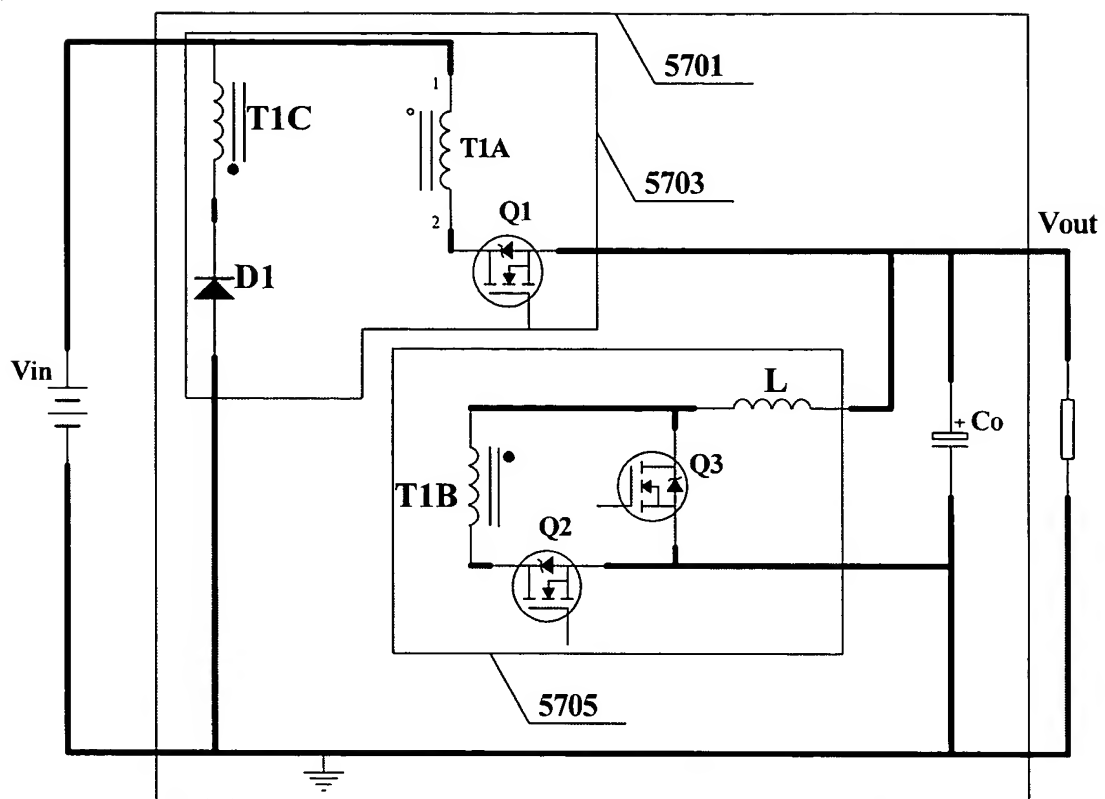 5701
1
T1C
T1A
5703
2
Q1
Vout
D1
Vin
L
+ Co
Q3
T1B
Q2
5705